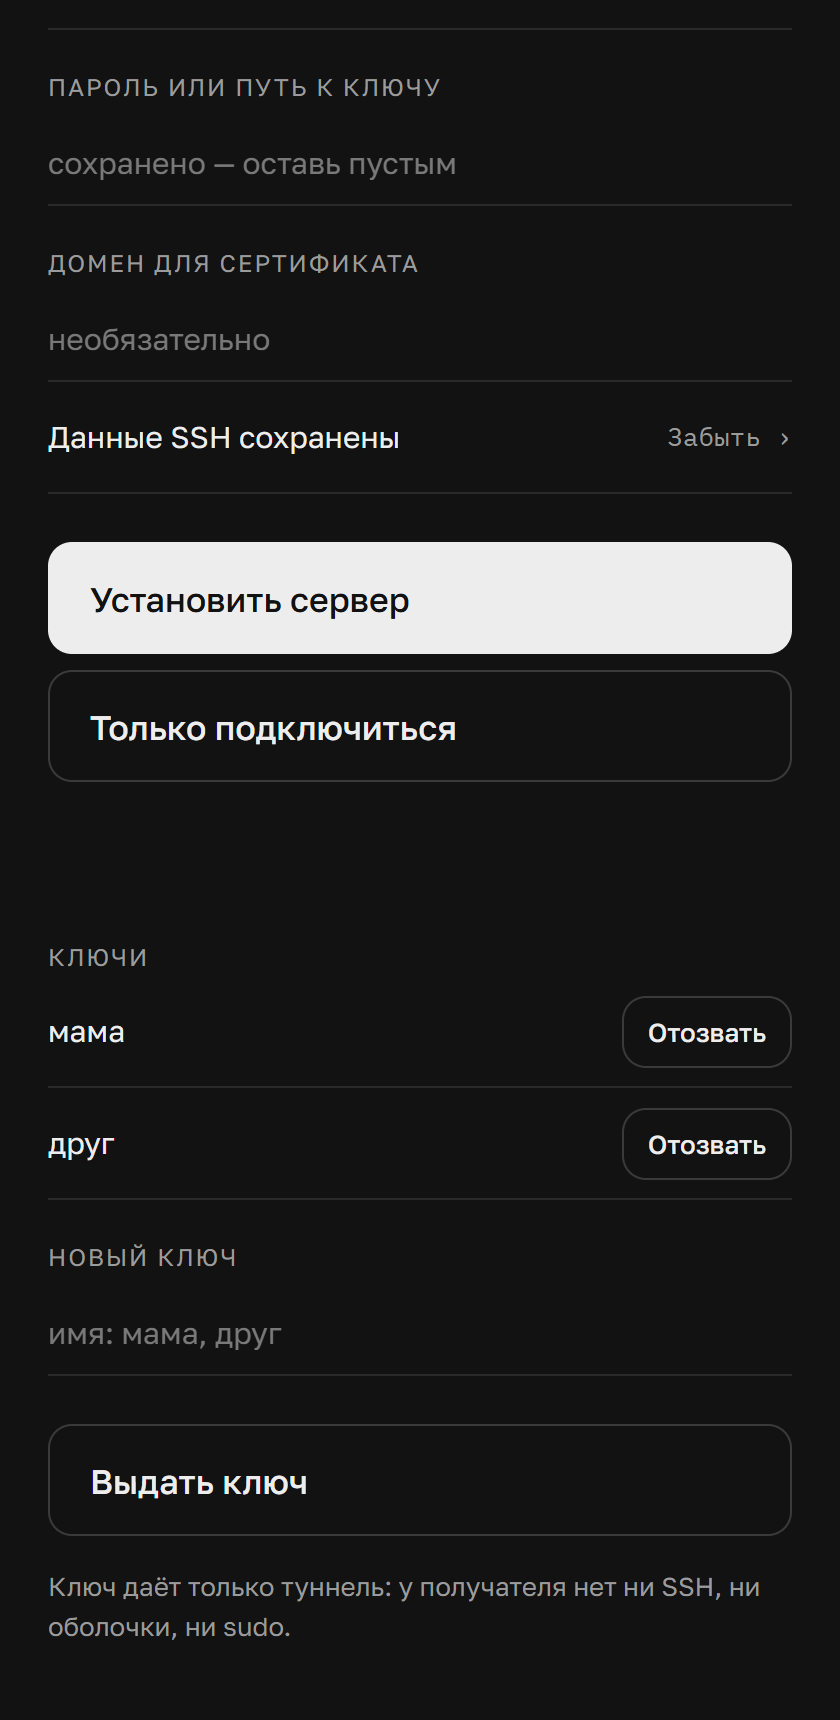 ПАРОЛЬ ИЛИ ПУТЬ К КЛЮЧУ
сохранено — оставь пустым
ДОМЕН ДЛЯ СЕРТИФИКАТА
необязательно
Данные SSH сохранены Забыть ›
Установить сервер
Только подключиться
КЛЮЧИ
мама Отозвать
друг Отозвать
НОВЫЙ КЛЮЧ
имя: мама, друг
Выдать ключ
Ключ даёт только туннель: у получателя нет ни SSH, ни
оболочки, ни sudo.